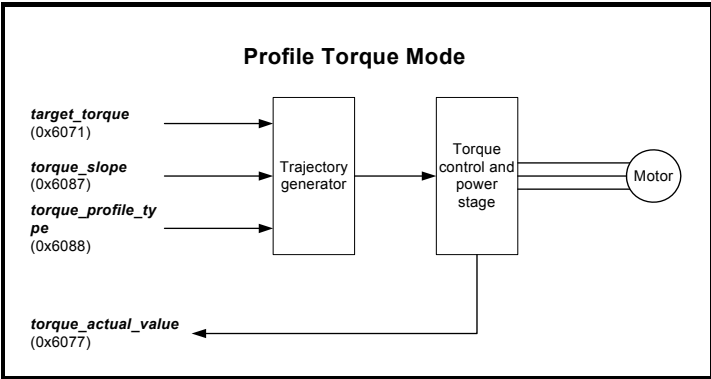 Profile Torque Mode
target_torque
(0x6071)
torque_slope
(0x6087)
torque_profile_ty
pe
(0x6088)
Trajectory
generator
Torque
control and
power
stage
Motor
torque_actual_value
(0x6077)